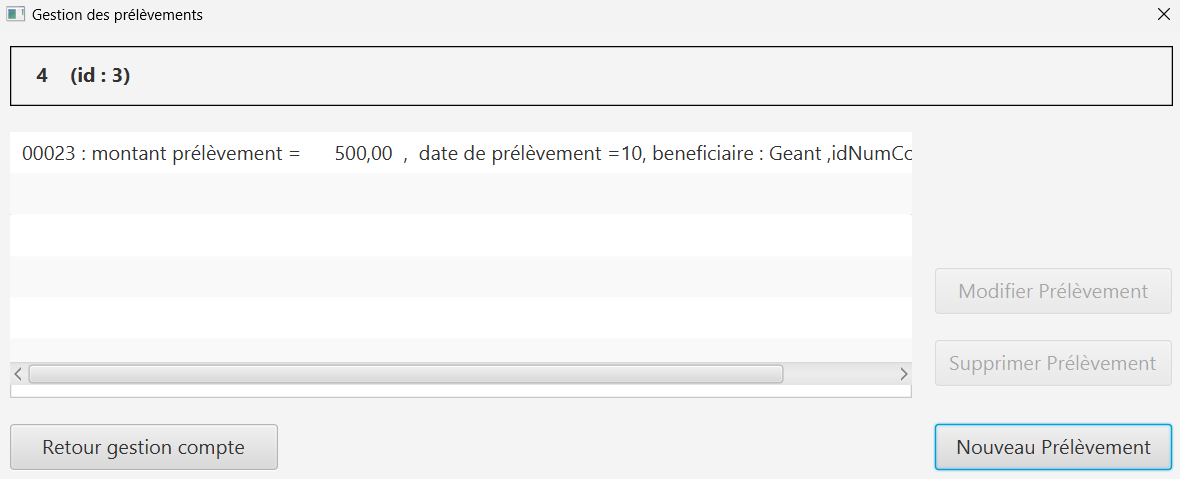 Gestion des prélèvements
4 (id : 3)
00023 : montant prélèvement = 500,00 , date de prélèvement =10, beneficiaire : Geant ,idNumCo
Modifier Prélèvement
Supprimer Prélèvement
Retour gestion compte
Nouveau Prélèvement